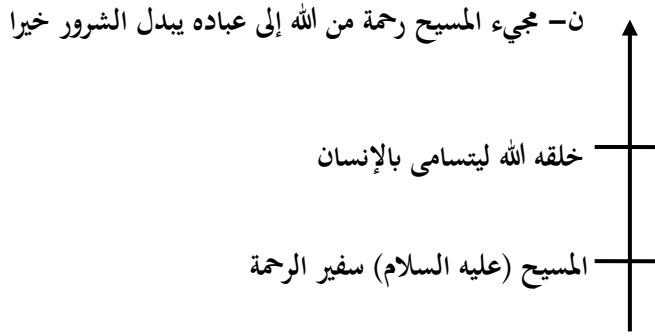 ن– مجيء المسيح رحمة من الله إلى عباده يبدل الشرور خيرا
خلقه الله ليتسامى بالإنسان
المسيح (عليه السلام) سفير الرحمة